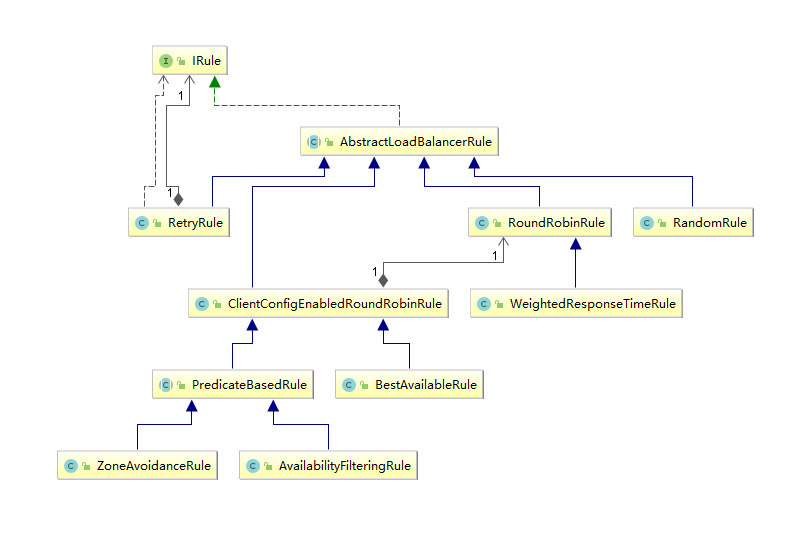 I IRule
1
C AbstractLoadBalancerRule
1
C RetryRule
C RoundRobinRule
C RandomRule
1
1
C ClientConfigEnabledRoundRobinRule
C WeightedResponseTimeRule
C PredicateBasedRule
C BestAvailableRule
C ZoneAvoidanceRule
C AvailabilityFilteringRule